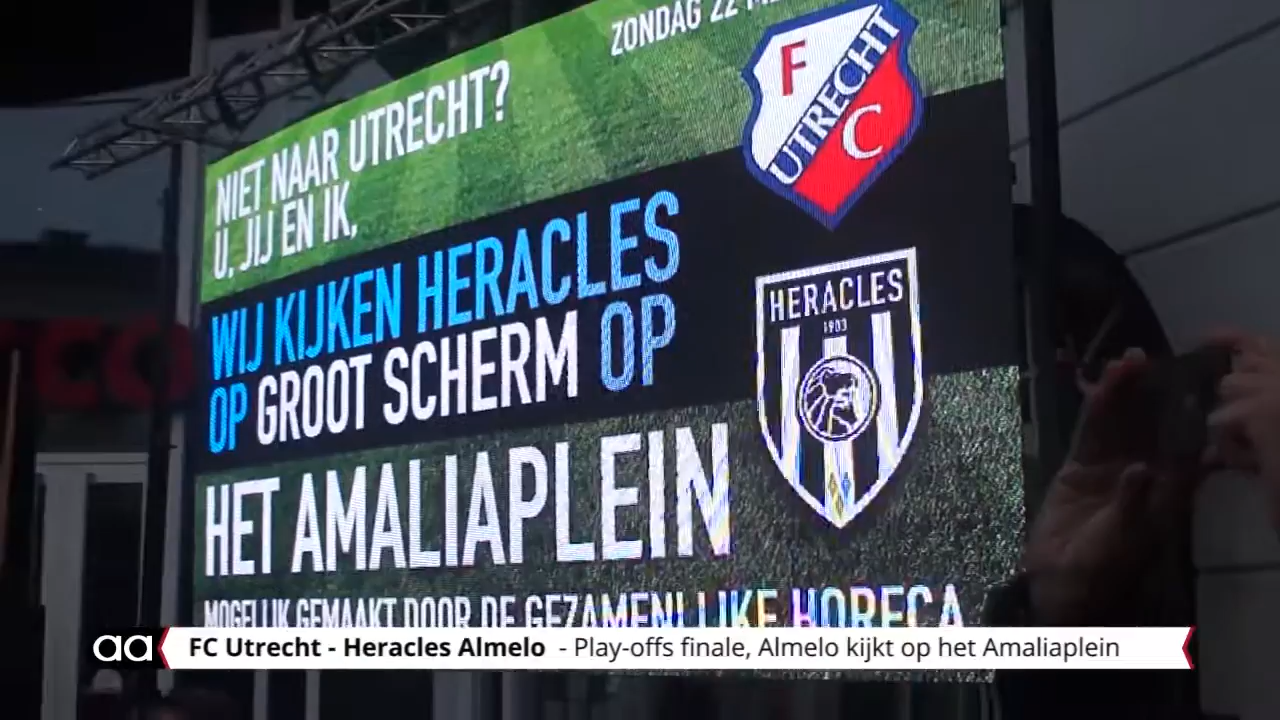 ZONDAG 22
NIET NAAR UTRECHT?
U, JIJ EN IK,
WIJ KIJKEN HERACLES
OP GROOT SCHERM OP
HET AMALIAPLEIN
MOGELIJK GEMAAKT DOOR DE GEZAMENLIJKE HORECA
F
UTRECHT
C
HERACLES
1903
aa
FC Utrecht - Heracles Almelo - Play-offs finale, Almelo kijkt op het Amaliaplein